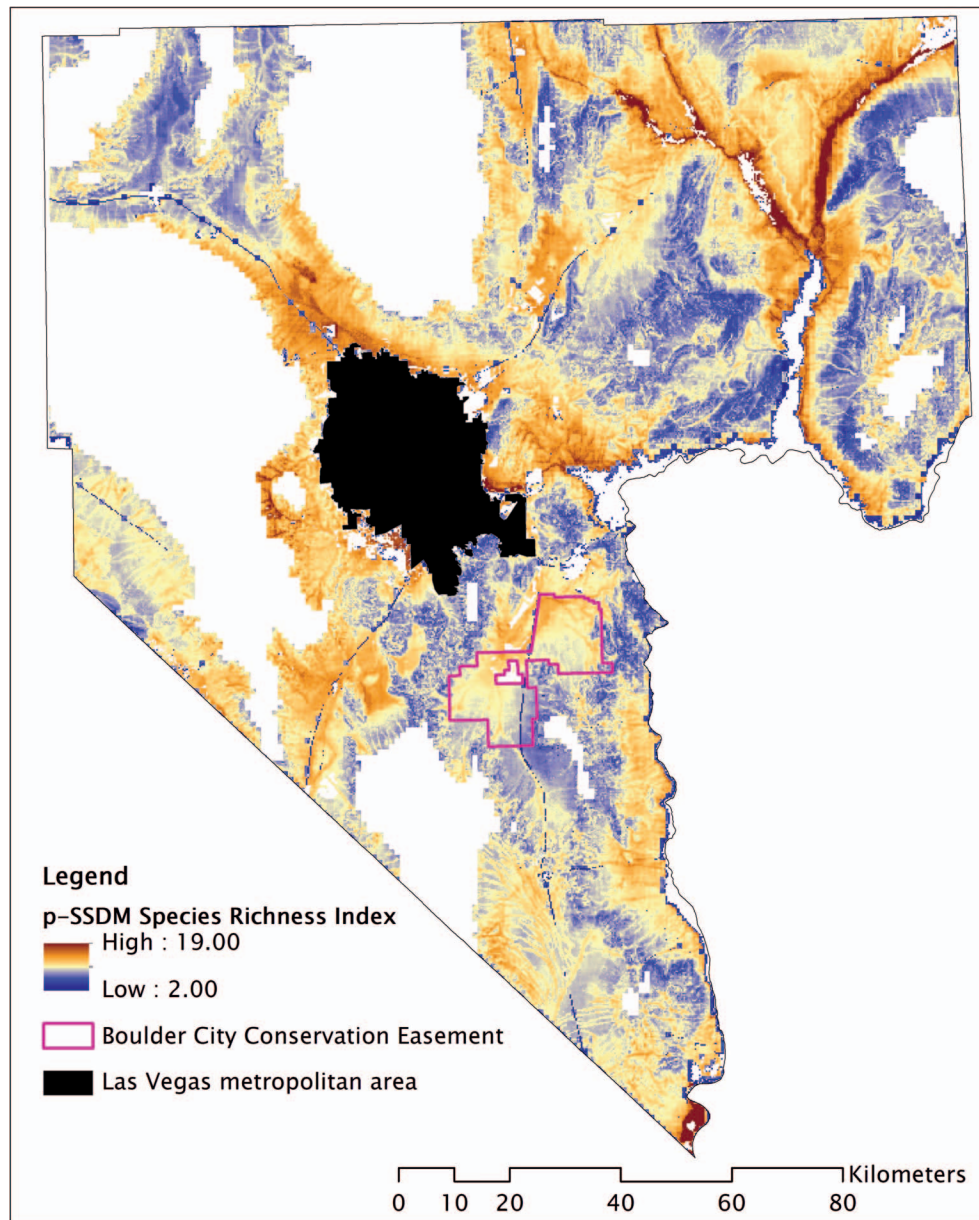 Legend
p-SSDM Species Richness Index
High : 19.00
Low : 2.00
Boulder City Conservation Easement
Las Vegas metropolitan area
Kilometers
0 10 20 40 60 80